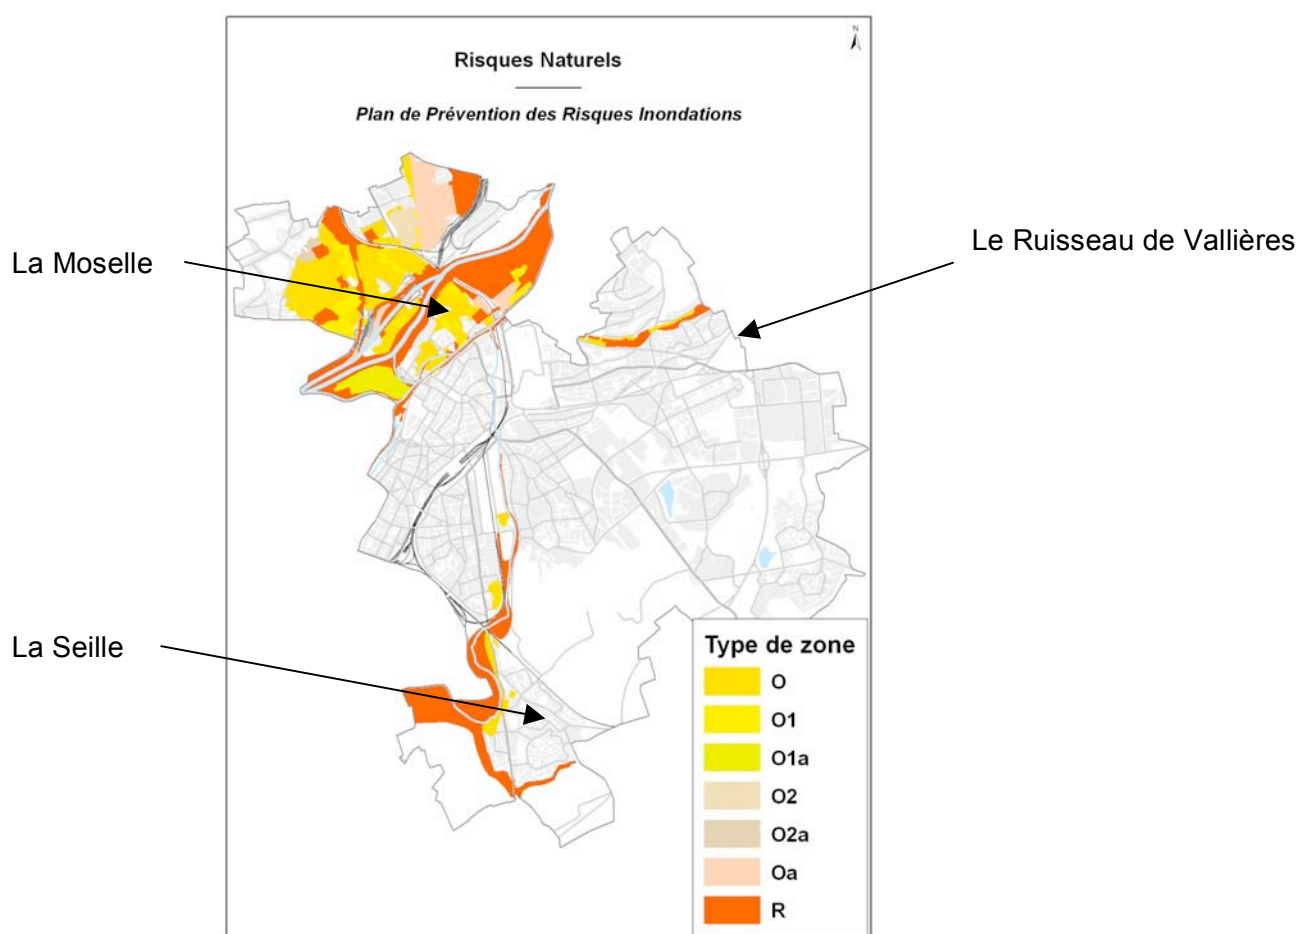 N
Risques Naturels
Plan de Prévention des Risques Inondations
La Moselle
Le Ruisseau de Vallières
La Seille
Type de zone
O
O1
O1a
O2
O2a
Oa
R